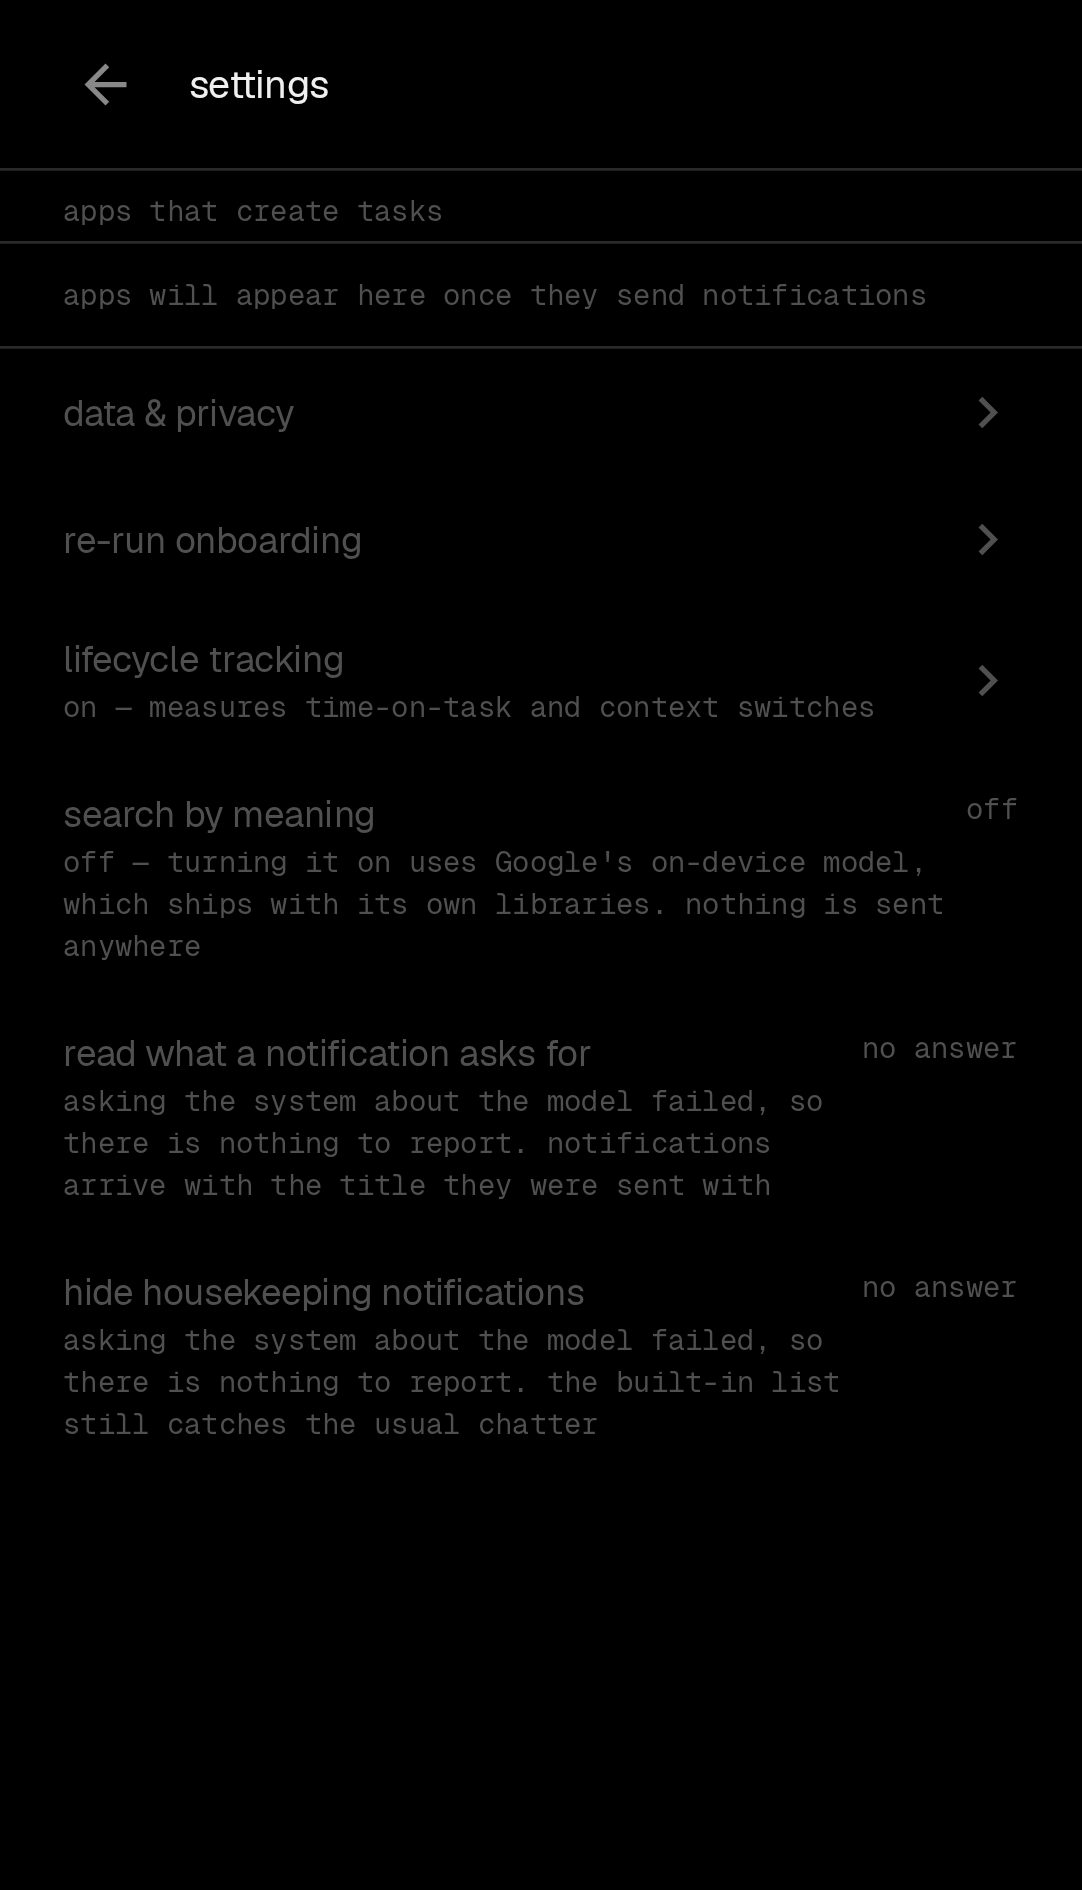 settings
apps that create tasks
apps will appear here once they send notifications
data & privacy
re-run onboarding
lifecycle tracking
on — measures time-on-task and context switches
search by meaning
off
off — turning it on uses Google's on-device model,
which ships with its own libraries. nothing is sent
anywhere
read what a notification asks for
no answer
asking the system about the model failed, so
there is nothing to report. notifications
arrive with the title they were sent with
hide housekeeping notifications
no answer
asking the system about the model failed, so
there is nothing to report. the built-in list
still catches the usual chatter